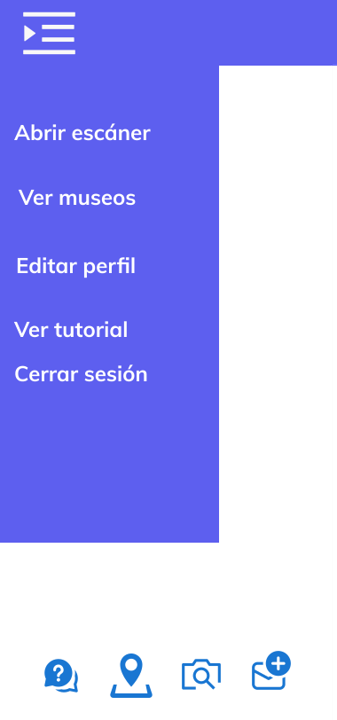 Abrir escáner
Ver museos
Editar perfil
Ver tutorial
Cerrar sesión